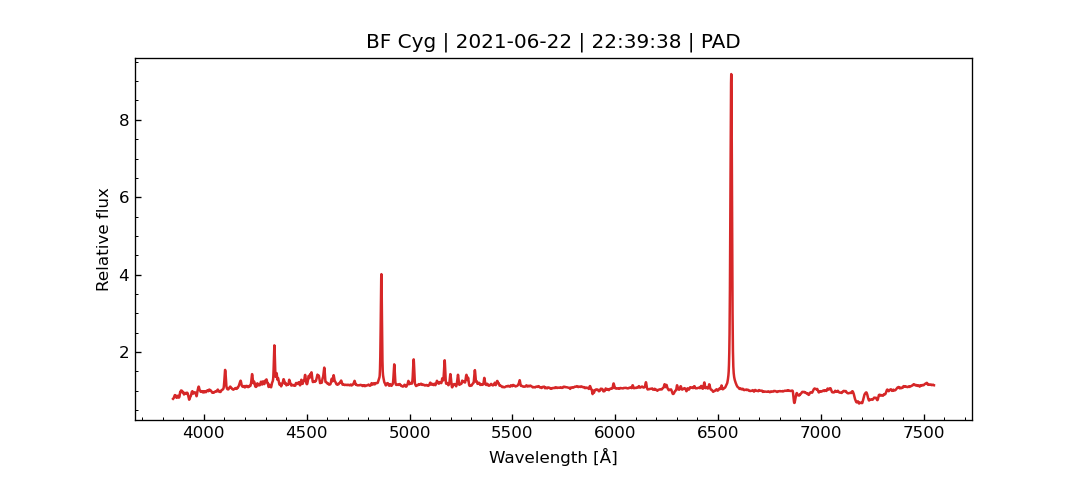 BF Cyg | 2021-06-22 | 22:39:38 | PAD
8
6
4
2
Relative flux
4000 4500 5000 5500 6000 6500 7000 7500
Wavelength [Å]